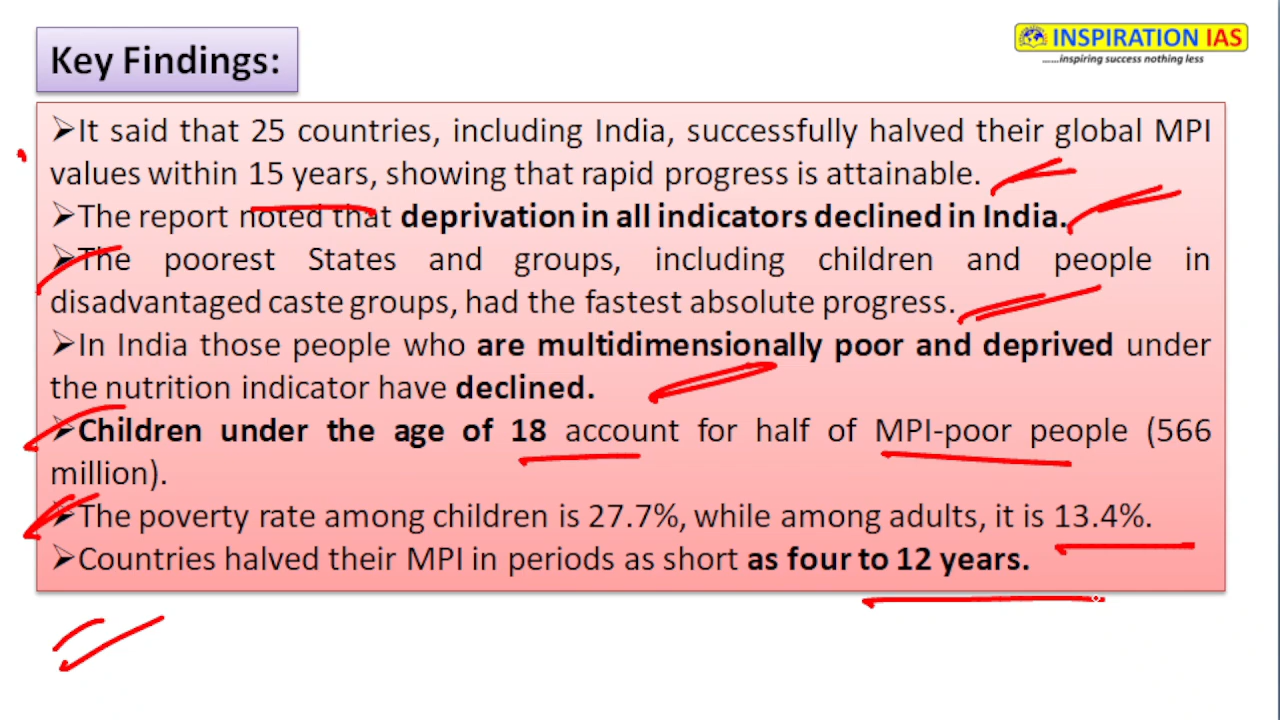 Key Findings:
INSPIRATION IAS
......inspiring success nothing less
➢It said that 25 countries, including India, successfully halved their global MPI
values within 15 years, showing that rapid progress is attainable.
➢The report noted that deprivation in all indicators declined in India.
➢The poorest States and groups, including children and people in
disadvantaged caste groups, had the fastest absolute progress.
➢In India those people who are multidimensionally poor and deprived under
the nutrition indicator have declined.
➢Children under the age of 18 account for half of MPI-poor people (566
million).
➢The poverty rate among children is 27.7%, while among adults, it is 13.4%.
➢Countries halved their MPI in periods as short as four to 12 years.